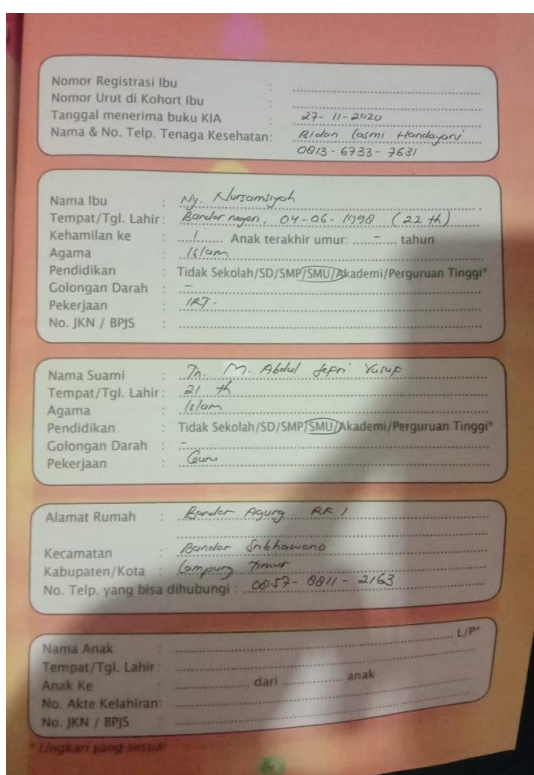 Nomor Registrasi Ibu :
Nomor Urut di Kohort Ibu :
Tanggal menerima buku KIA : 27-11-2020
Nama & No. Telp. Tenaga Kesehatan: Bidan Lasmi Handayani
0813-6733-7631
Nama Ibu : Ny. Nursamsiyah
Tempat/Tgl. Lahir : Bandar negeri, 04-06-1998 (22 th)
Kehamilan ke : 1 Anak terakhir umur: - tahun
Agama : Islam
Pendidikan : Tidak Sekolah/SD/SMP/SMU/Akademi/Perguruan Tinggi*
Golongan Darah : -
Pekerjaan : IRT.
No. JKN / BPJS :
Nama Suami : Tn. M. Abdul Jefri Yusuf
Tempat/Tgl. Lahir : 21 th
Agama : Islam
Pendidikan : Tidak Sekolah/SD/SMP/SMU/Akademi/Perguruan Tinggi*
Golongan Darah : -
Pekerjaan : Guru
Alamat Rumah : Bandar Agung RK 1
Kecamatan : Bandar Sribhawono
Kabupaten/Kota : Lampung Timur
No. Telp. yang bisa dihubungi : 0857-8811-2163
L/P*
Nama Anak :
Tempat/Tgl. Lahir :
Anak Ke : dari anak
No. Akte Kelahiran:
No. JKN / BPJS :
* Lingkari yang sesuai